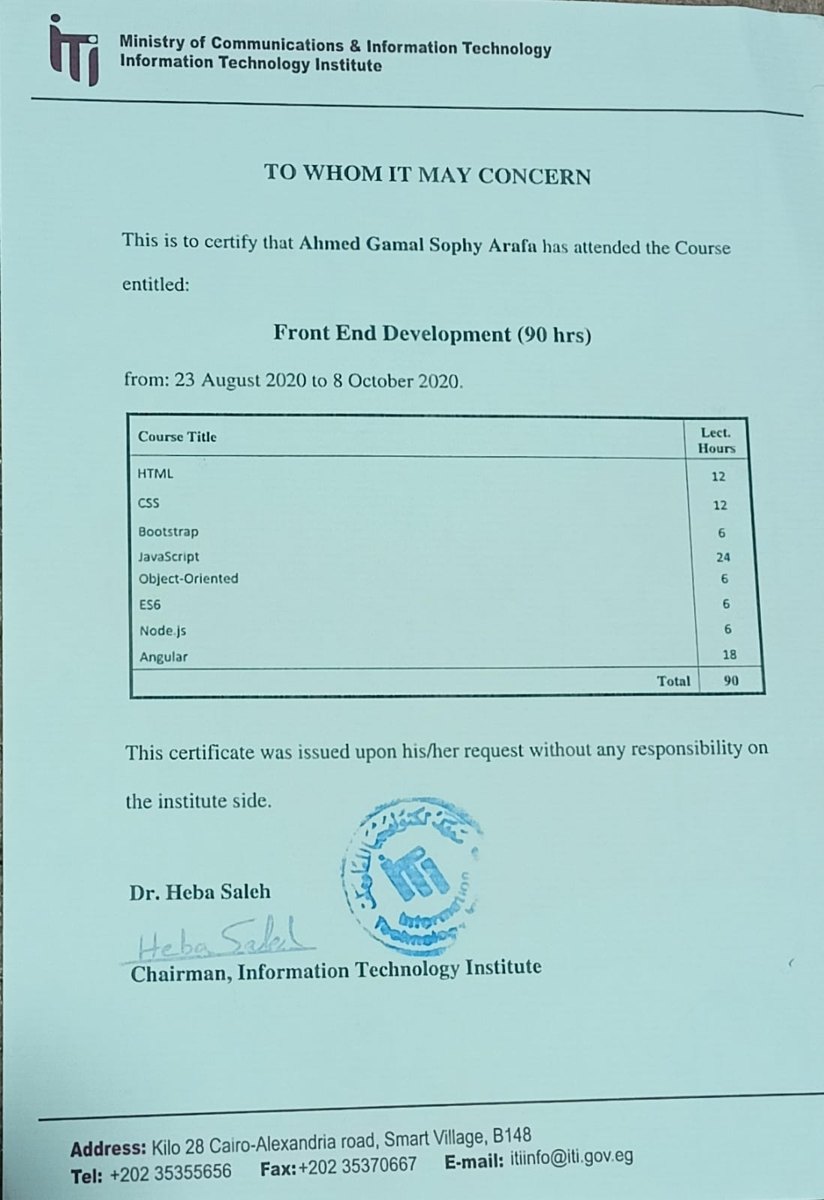 iTi
Ministry of Communications & Information Technology
Information Technology Institute
TO WHOM IT MAY CONCERN
This is to certify that Ahmed Gamal Sophy Arafa has attended the Course
entitled:
Front End Development (90 hrs)
from: 23 August 2020 to 8 October 2020.
Course Title Lect. Hours
HTML 12
CSS 12
Bootstrap 6
JavaScript 24
Object-Oriented 6
ES6 6
Node.js 6
Angular 18
Total 90
This certificate was issued upon his/her request without any responsibility on
the institute side.
iTi
Information
Technology
Dr. Heba Saleh
Heba Saleh
Chairman, Information Technology Institute
Address: Kilo 28 Cairo-Alexandria road, Smart Village, B148
Tel: +202 35355656 Fax:+202 35370667 E-mail: itiinfo@iti.gov.eg